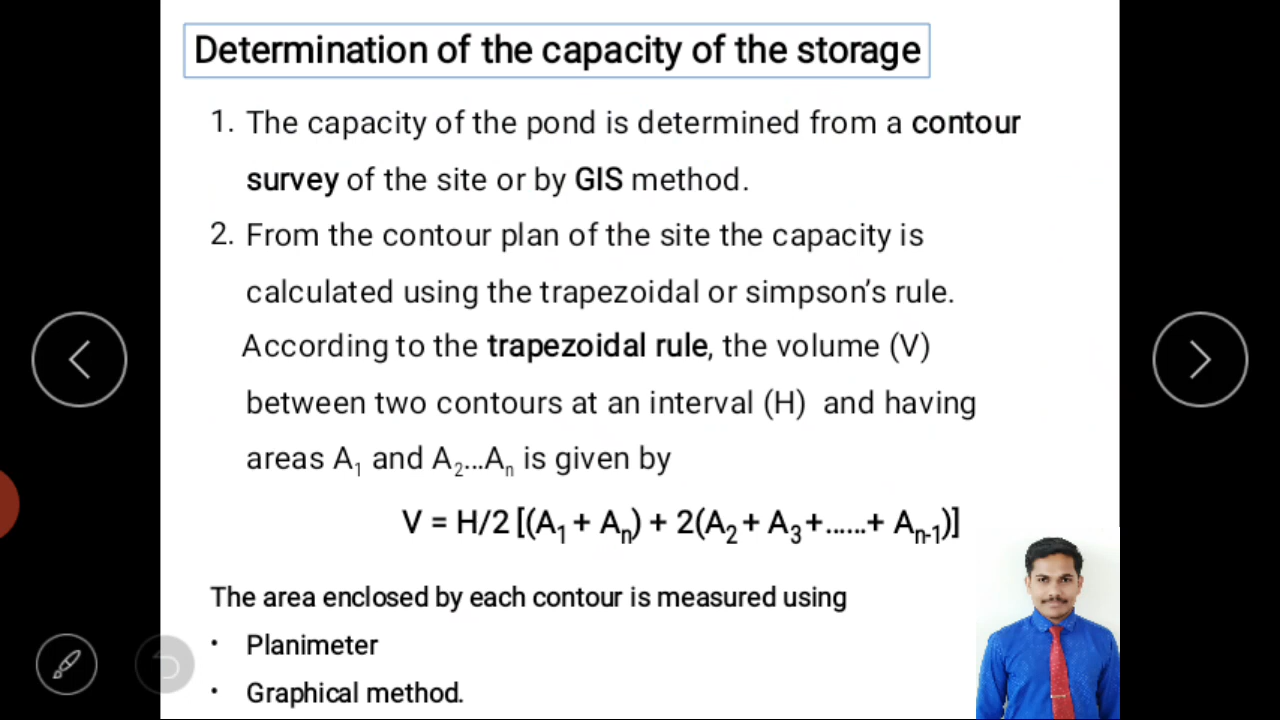 Determination of the capacity of the storage
1. The capacity of the pond is determined from a contour
survey of the site or by GIS method.
2. From the contour plan of the site the capacity is
calculated using the trapezoidal or simpson’s rule.
According to the trapezoidal rule, the volume (V)
between two contours at an interval (H) and having
areas A₁ and A₂...Aₙ is given by
V = H/2 [(A₁ + Aₙ) + 2(A₂ + A₃ +......+ Aₙ₋₁)]
The area enclosed by each contour is measured using
• Planimeter
• Graphical method.